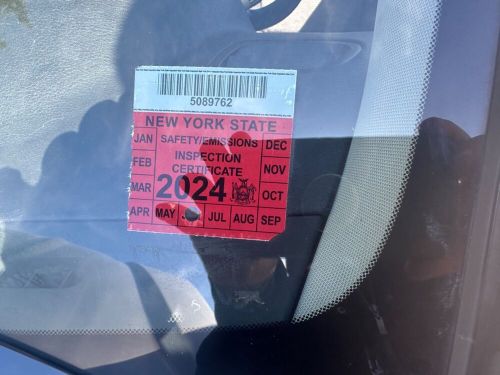 5089762
NEW YORK STATE
JAN SAFETY/EMISSIONS DEC
FEB INSPECTION NOV
CERTIFICATE
MAR 2024 OCT
APR MAY JUL AUG SEP